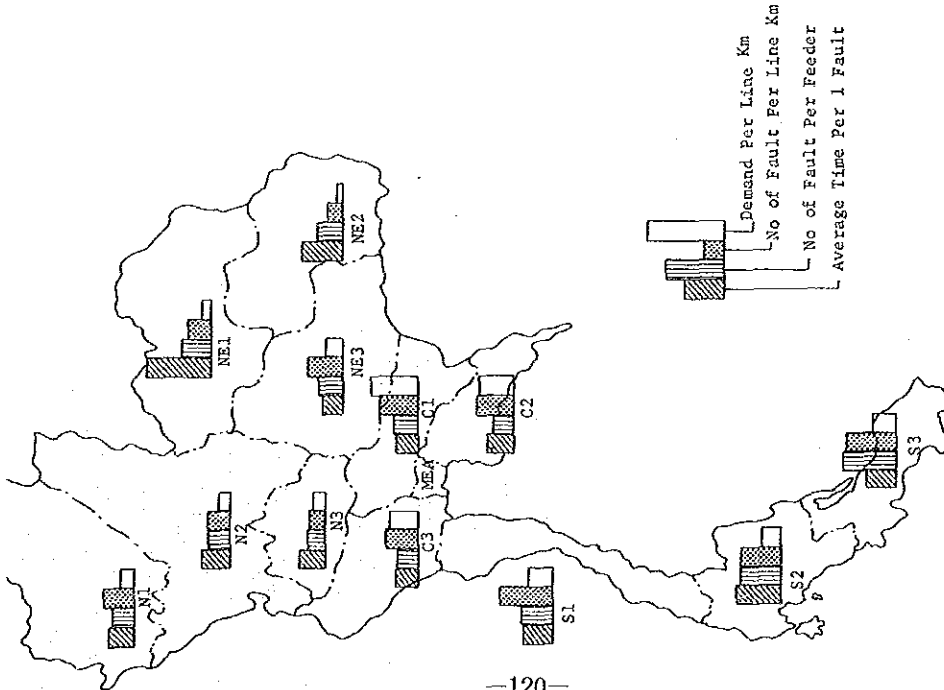 N1
N2
N3
NE1
NE2
NE3
C1
C2
C3
MEA
S1
S2
S3
Demand Per Line Km
No of Fault Per Line Km
No of Fault Per Feeder
Average Time Per 1 Fault
—120—